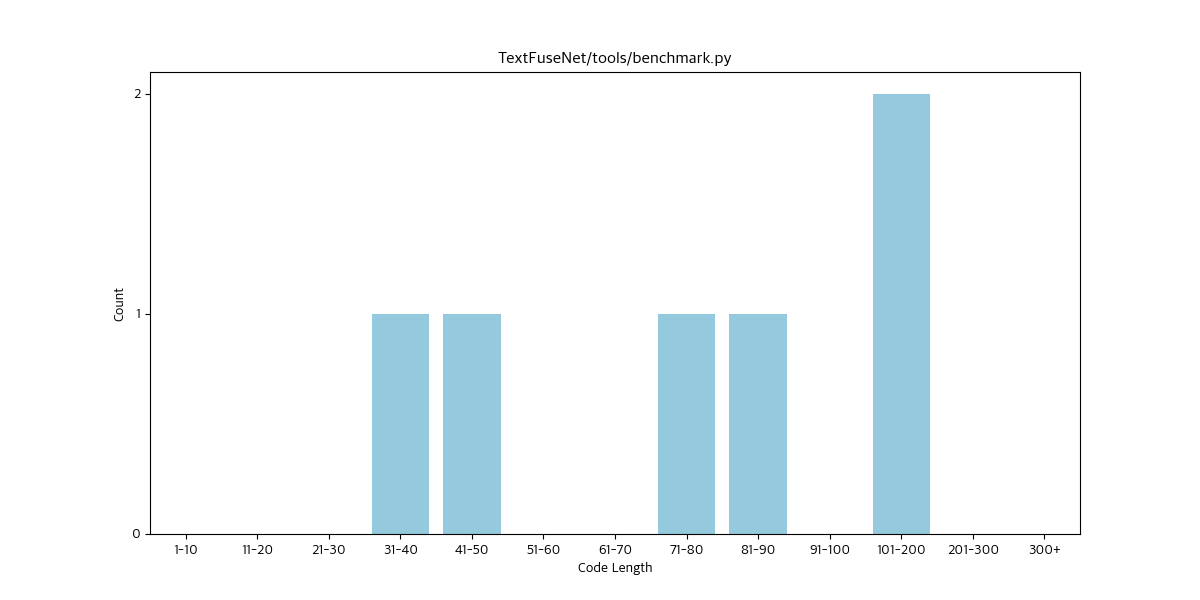 TextFuseNet/tools/benchmark.py
Count
2
1
0
1-10 11-20 21-30 31-40 41-50 51-60 61-70 71-80 81-90 91-100 101-200 201-300 300+
Code Length